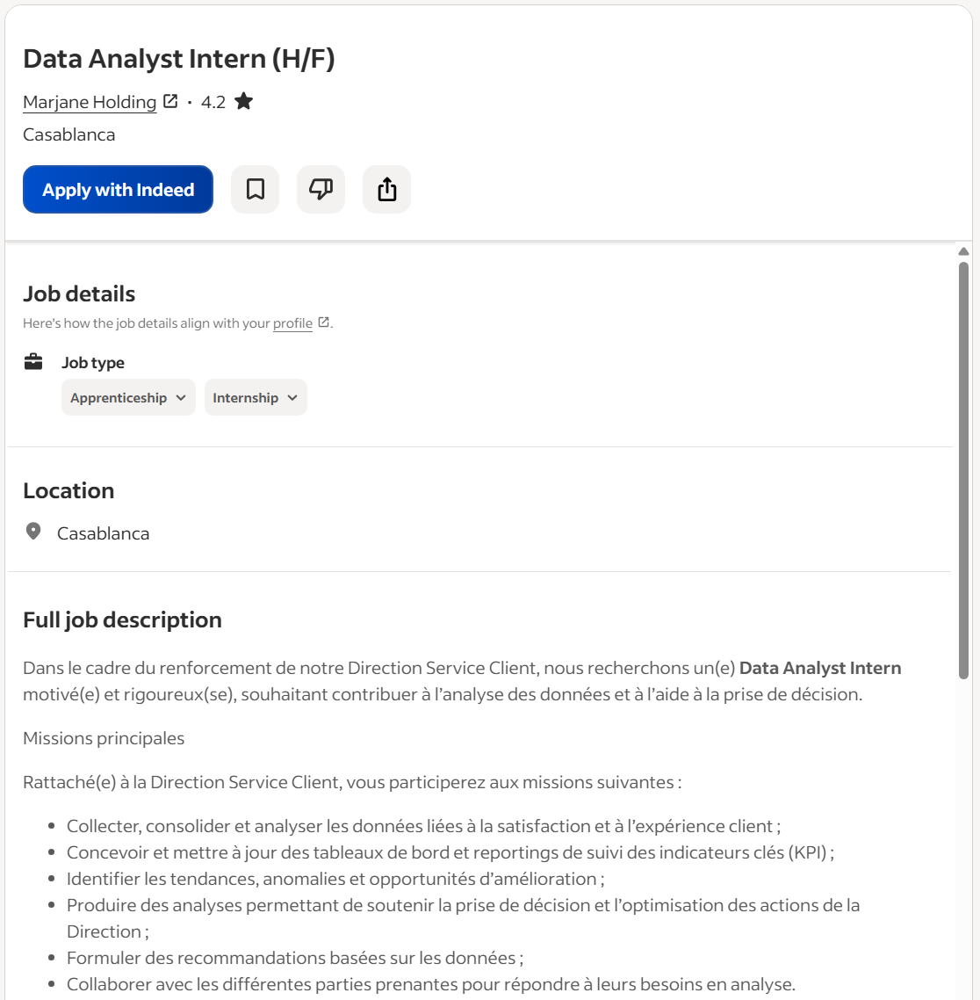 Data Analyst Intern (H/F)
Marjane Holding · 4.2
Casablanca
Apply with Indeed
Job details
Here's how the job details align with your profile.
Job type
Apprenticeship Internship
Location
Casablanca
Full job description
Dans le cadre du renforcement de notre Direction Service Client, nous recherchons un(e) Data Analyst Intern
motivé(e) et rigoureux(se), souhaitant contribuer à l’analyse des données et à l’aide à la prise de décision.
Missions principales
Rattaché(e) à la Direction Service Client, vous participerez aux missions suivantes :
• Collecter, consolider et analyser les données liées à la satisfaction et à l’expérience client ;
• Concevoir et mettre à jour des tableaux de bord et reportings de suivi des indicateurs clés (KPI) ;
• Identifier les tendances, anomalies et opportunités d’amélioration ;
• Produire des analyses permettant de soutenir la prise de décision et l’optimisation des actions de la
Direction ;
• Formuler des recommandations basées sur les données ;
• Collaborer avec les différentes parties prenantes pour répondre à leurs besoins en analyse.